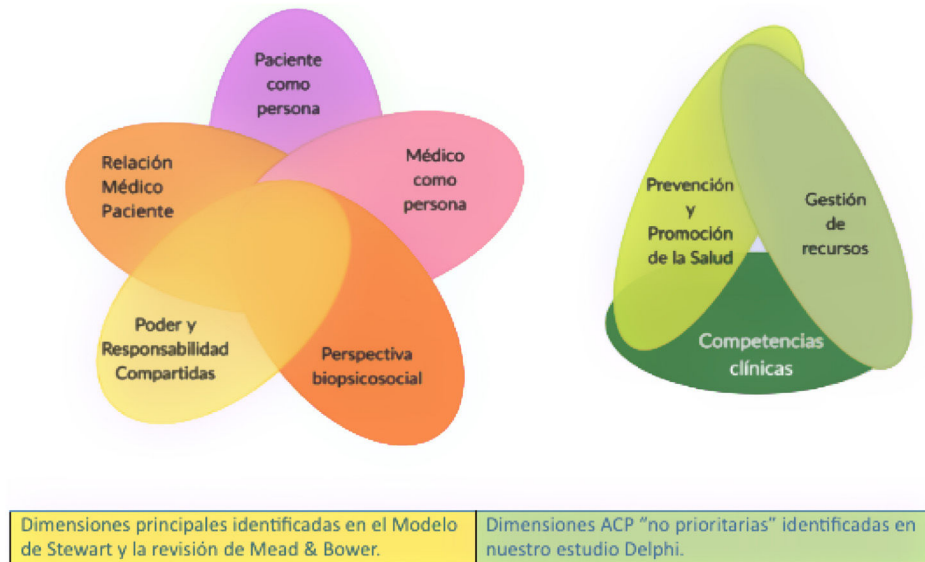 Paciente
como
persona
Relación
Médico
Paciente
Médico
como
persona
Poder y
Responsabilidad
Compartidas
Perspectiva
biopsicosocial
Prevención
y
Promoción
de la Salud
Gestión
de
recursos
Competencias
clínicas
Dimensiones principales identificadas en el Modelo
de Stewart y la revisión de Mead & Bower.
Dimensiones ACP "no prioritarias" identificadas en
nuestro estudio Delphi.